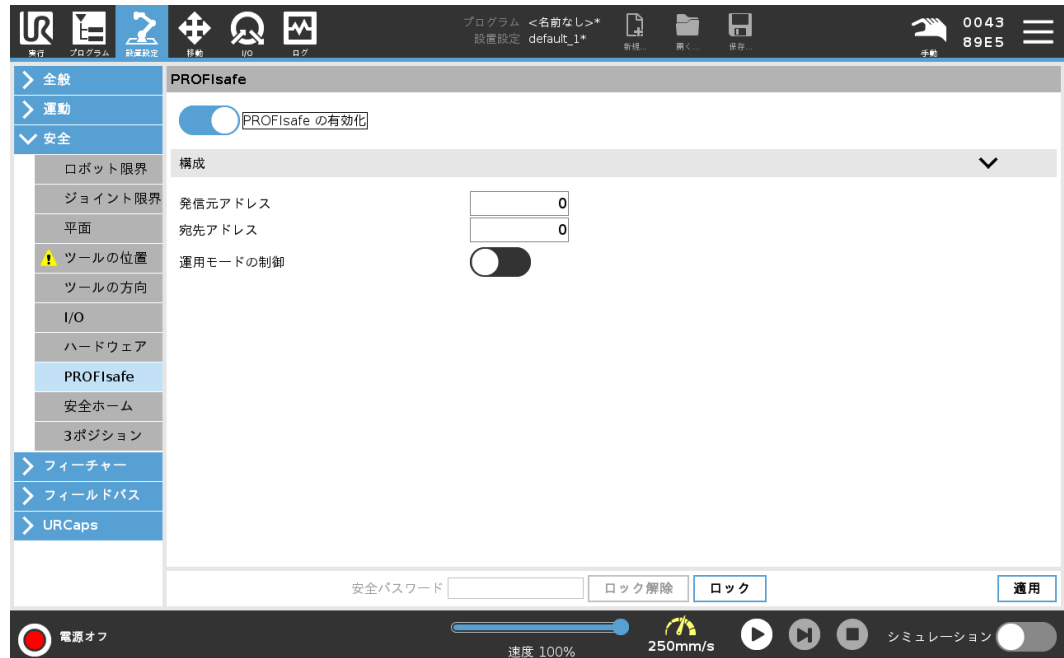 UR
実行
プログラム
設置設定
移動
I/O
ログ
プログラム <名前なし>*
設置設定 default_1*
新規...
開く...
保存...
手動
0043
89E5
全般
運動
安全
ロボット限界
ジョイント限界
平面
ツールの位置
ツールの方向
I/O
ハードウェア
PROFIsafe
安全ホーム
3ポジション
フィーチャー
フィールドバス
URCaps
PROFIsafe
PROFIsafe の有効化
構成
発信元アドレス 0
宛先アドレス 0
運用モードの制御
安全パスワード ロック解除 ロック 適用
電源オフ
速度 100%
250mm/s
シミュレーション